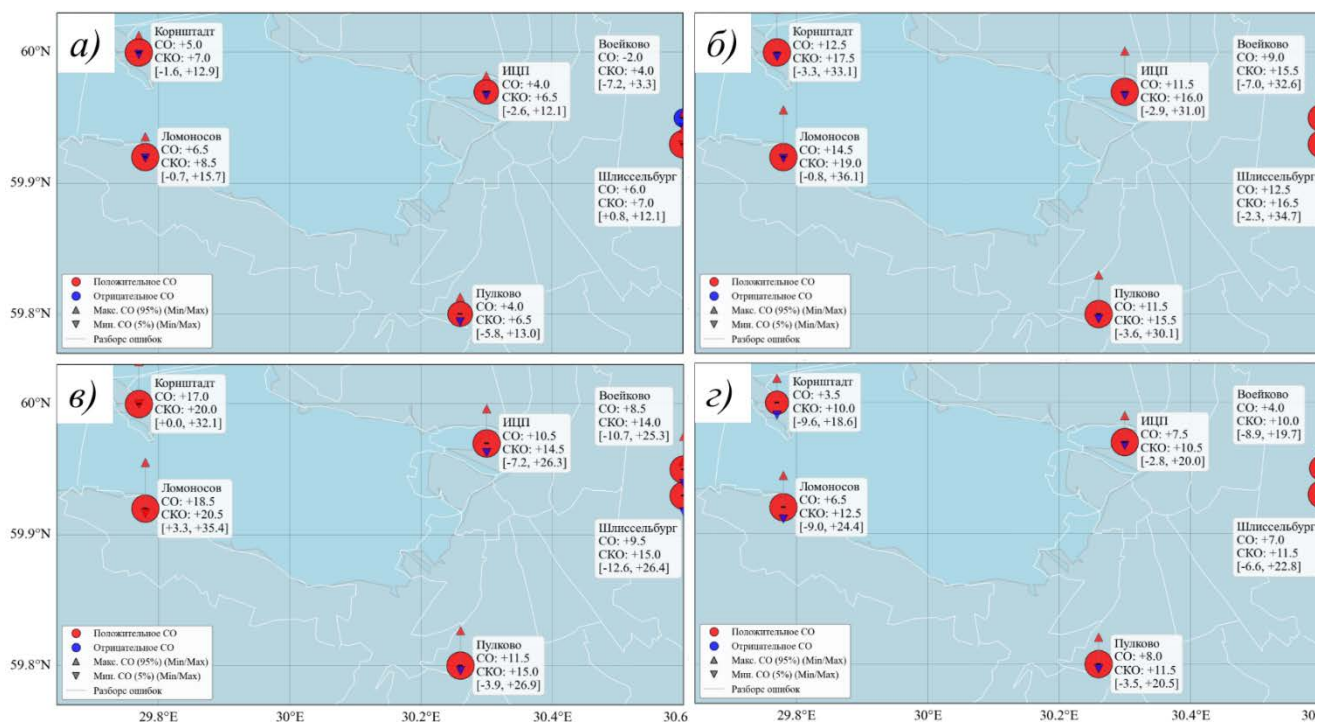 а)
60°N
59.9°N
59.8°N
Корнштадт
СО: +5.0
СКО: +7.0
[-1.6, +12.9]
Ломоносов
СО: +6.5
СКО: +8.5
[-0.7, +15.7]
ИЦП
СО: +4.0
СКО: +6.5
[-2.6, +12.1]
Воейково
СО: -2.0
СКО: +4.0
[-7.2, +3.3]
Шлиссельбург
СО: +6.0
СКО: +7.0
[+0.8, +12.1]
Пулково
СО: +4.0
СКО: +6.5
[-5.8, +13.0]
Положительное СО
Отрицательное СО
Макс. СО (95%) (Min/Max)
Мин. СО (5%) (Min/Max)
Разборс ошибок
б)
Корнштадт
СО: +12.5
СКО: +17.5
[-3.3, +33.1]
Ломоносов
СО: +14.5
СКО: +19.0
[-0.8, +36.1]
ИЦП
СО: +11.5
СКО: +16.0
[-2.9, +31.0]
Воейково
СО: +9.0
СКО: +15.5
[-7.0, +32.6]
Шлиссельбург
СО: +12.5
СКО: +16.5
[-2.3, +34.7]
Пулково
СО: +11.5
СКО: +15.5
[-3.6, +30.1]
Положительное СО
Отрицательное СО
Макс. СО (95%) (Min/Max)
Мин. СО (5%) (Min/Max)
Разборс ошибок
в)
60°N
59.9°N
59.8°N
Корнштадт
СО: +17.0
СКО: +20.0
[+0.0, +32.1]
Ломоносов
СО: +18.5
СКО: +20.5
[+3.3, +35.4]
ИЦП
СО: +10.5
СКО: +14.5
[-7.2, +26.3]
Воейково
СО: +8.5
СКО: +14.0
[-10.7, +25.3]
Шлиссельбург
СО: +9.5
СКО: +15.0
[-12.6, +26.4]
Пулково
СО: +11.5
СКО: +15.0
[-3.9, +26.9]
Положительное СО
Отрицательное СО
Макс. СО (95%) (Min/Max)
Мин. СО (5%) (Min/Max)
Разборс ошибок
29.8°E 30°E 30.2°E 30.4°E 30.6
г)
Корнштадт
СО: +3.5
СКО: +10.0
[-9.6, +18.6]
Ломоносов
СО: +6.5
СКО: +12.5
[-9.0, +24.4]
ИЦП
СО: +7.5
СКО: +10.5
[-2.8, +20.0]
Воейково
СО: +4.0
СКО: +10.0
[-8.9, +19.7]
Шлиссельбург
СО: +7.0
СКО: +11.5
[-6.6, +22.8]
Пулково
СО: +8.0
СКО: +11.5
[-3.5, +20.5]
Положительное СО
Отрицательное СО
Макс. СО (95%) (Min/Max)
Мин. СО (5%) (Min/Max)
Разборс ошибок
29.8°E 30°E 30.2°E 30.4°E